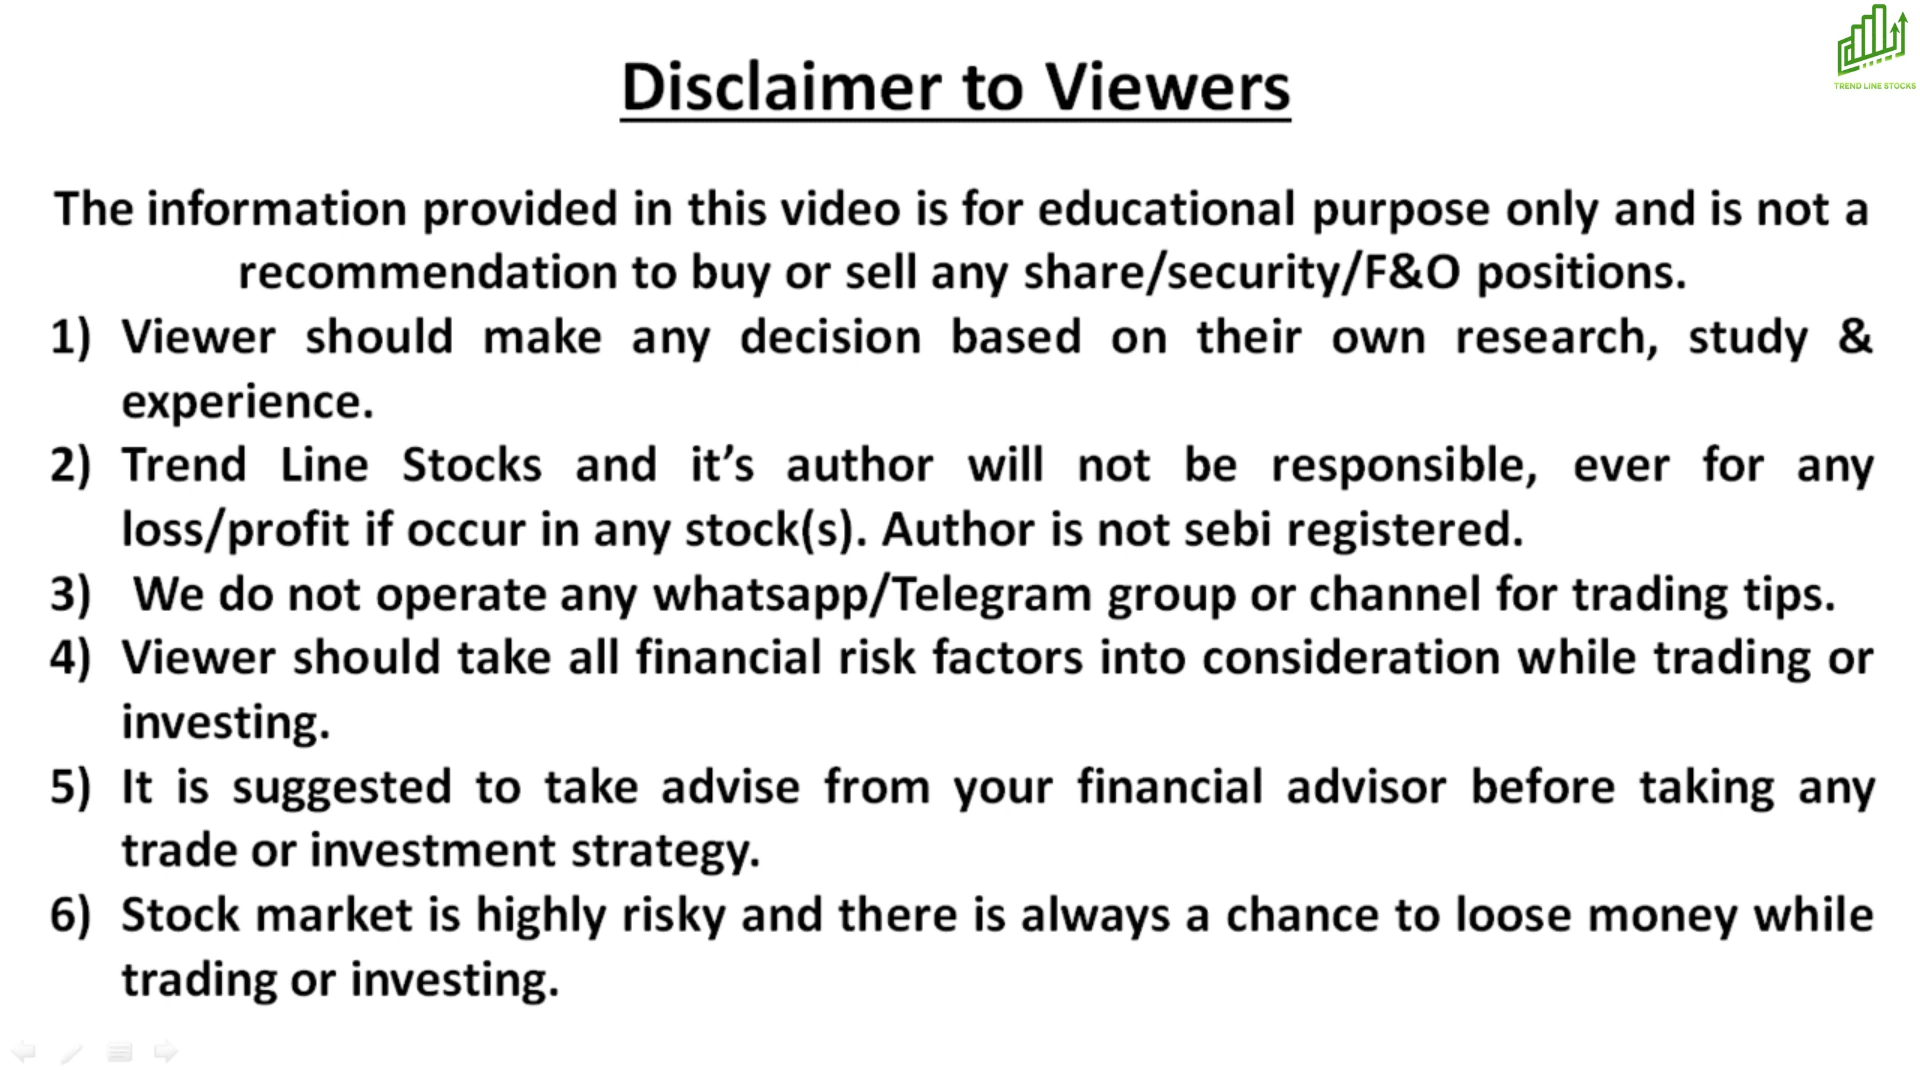 TREND LINE STOCKS
Disclaimer to Viewers
The information provided in this video is for educational purpose only and is not a
recommendation to buy or sell any share/security/F&O positions.
1) Viewer should make any decision based on their own research, study &
experience.
2) Trend Line Stocks and it’s author will not be responsible, ever for any
loss/profit if occur in any stock(s). Author is not sebi registered.
3) We do not operate any whatsapp/Telegram group or channel for trading tips.
4) Viewer should take all financial risk factors into consideration while trading or
investing.
5) It is suggested to take advise from your financial advisor before taking any
trade or investment strategy.
6) Stock market is highly risky and there is always a chance to loose money while
trading or investing.